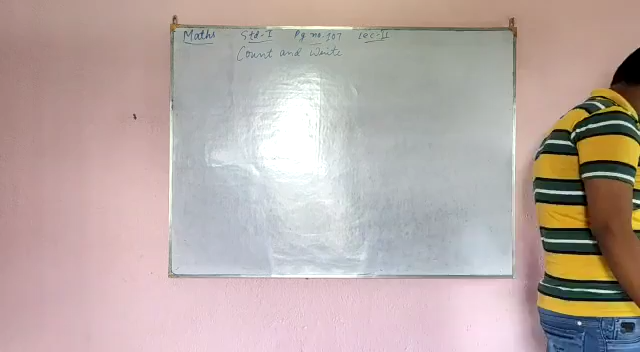 Maths Std-I Pg no.107 Lec-II
Count and Write